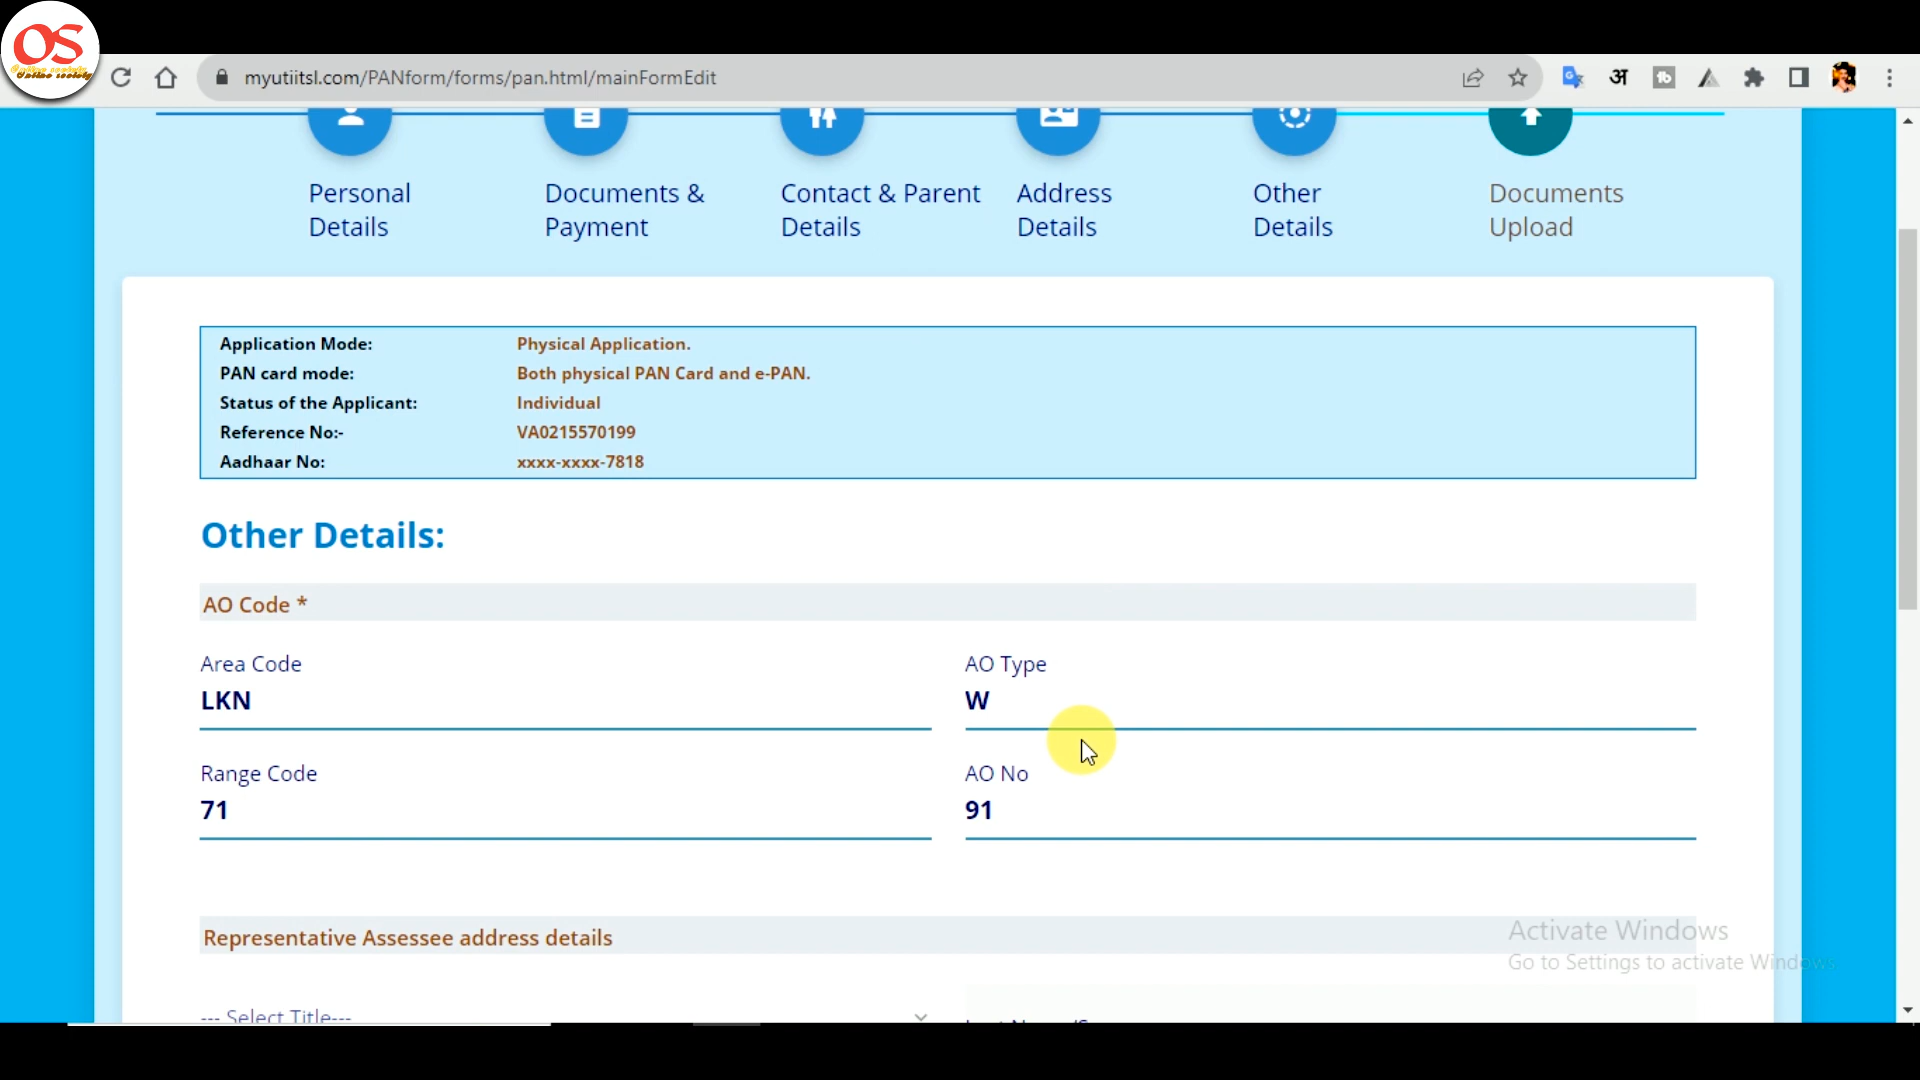 OS
Online society
myutiitsl.com/PANform/forms/pan.html/mainFormEdit
अ
Personal Details
Documents & Payment
Contact & Parent Details
Address Details
Other Details
Documents Upload
Application Mode: Physical Application.
PAN card mode: Both physical PAN Card and e-PAN.
Status of the Applicant: Individual
Reference No:- VA0215570199
Aadhaar No: xxxx-xxxx-7818
Other Details:
AO Code *
Area Code
LKN
AO Type
W
Range Code
71
AO No
91
Representative Assessee address details
Activate Windows
Go to Settings to activate Windows.
--- Select Title---